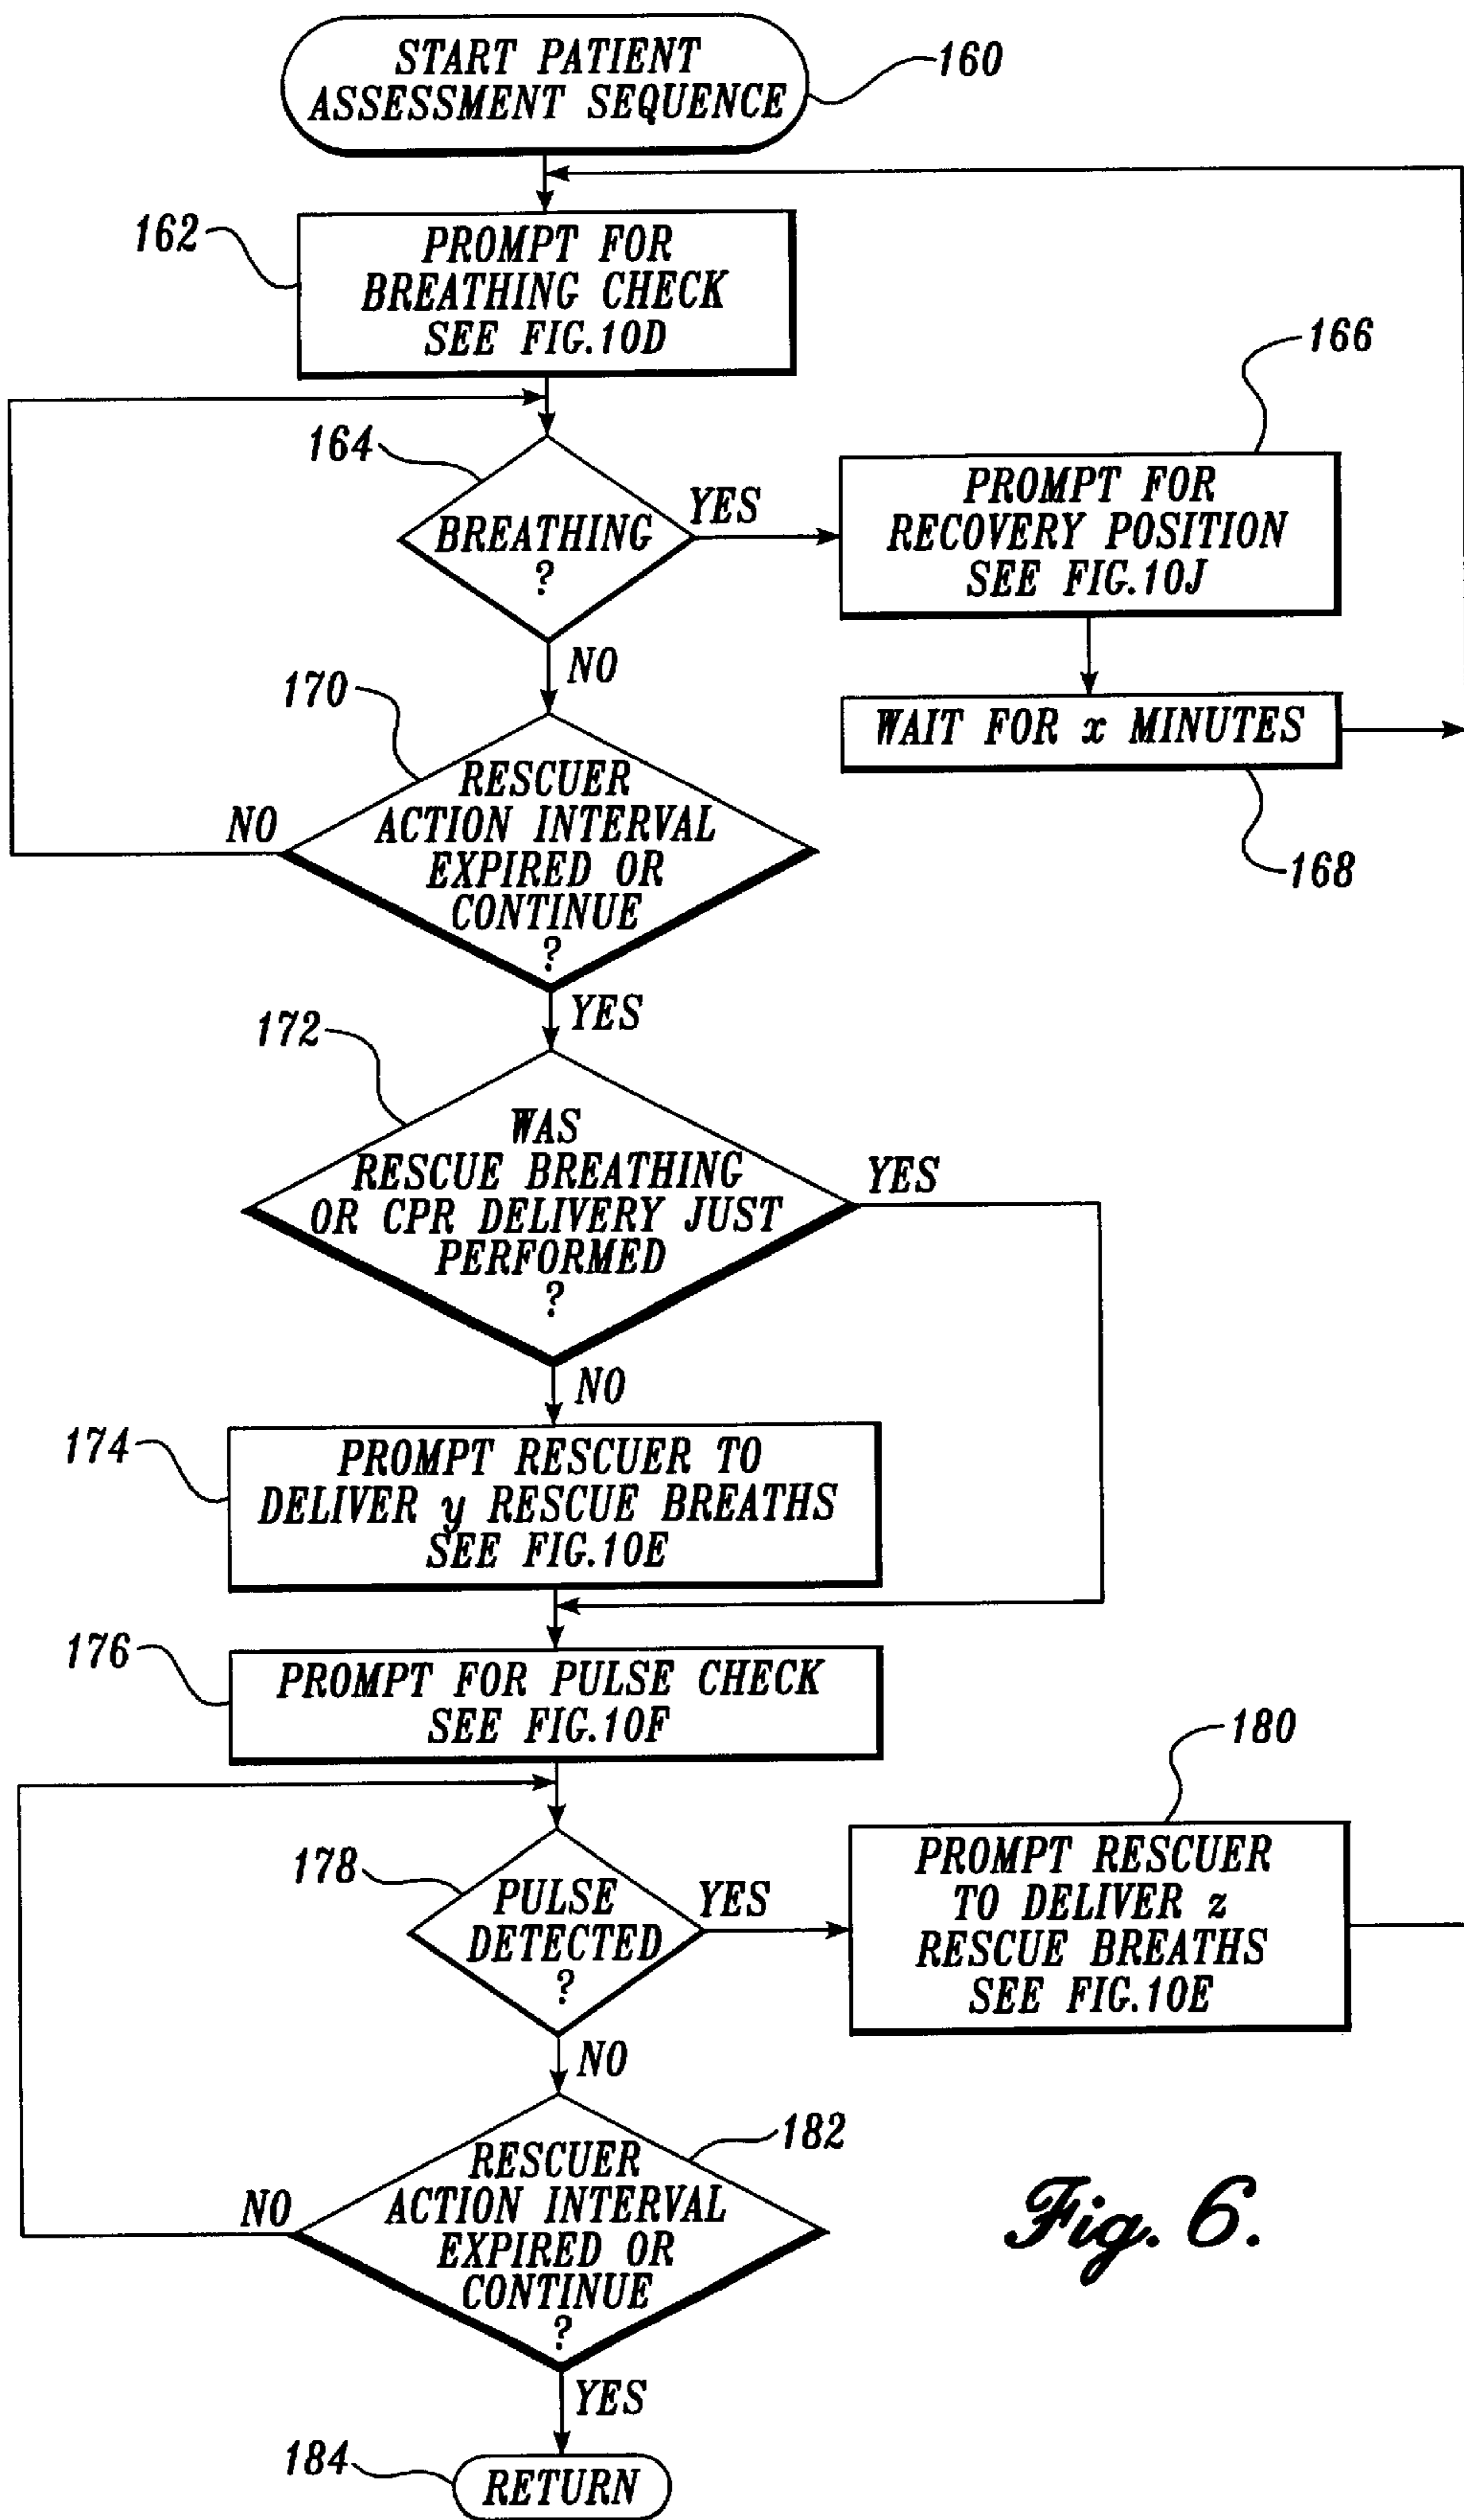 START PATIENT
ASSESSMENT SEQUENCE
160
162
PROMPT FOR
BREATHING CHECK
SEE FIG.10D
166
164
BREATHING
?
YES
PROMPT FOR
RECOVERY POSITION
SEE FIG.10J
NO
170
WAIT FOR x MINUTES
168
RESCUER
ACTION INTERVAL
EXPIRED OR
CONTINUE
?
NO
YES
172
WAS
RESCUE BREATHING
OR CPR DELIVERY JUST
PERFORMED
?
YES
NO
174
PROMPT RESCUER TO
DELIVER y RESCUE BREATHS
SEE FIG.10E
176
PROMPT FOR PULSE CHECK
SEE FIG.10F
180
178
PULSE
DETECTED
?
YES
PROMPT RESCUER
TO DELIVER z
RESCUE BREATHS
SEE FIG.10E
NO
182
RESCUER
ACTION INTERVAL
EXPIRED OR
CONTINUE
?
NO
YES
184
RETURN
Fig. 6.